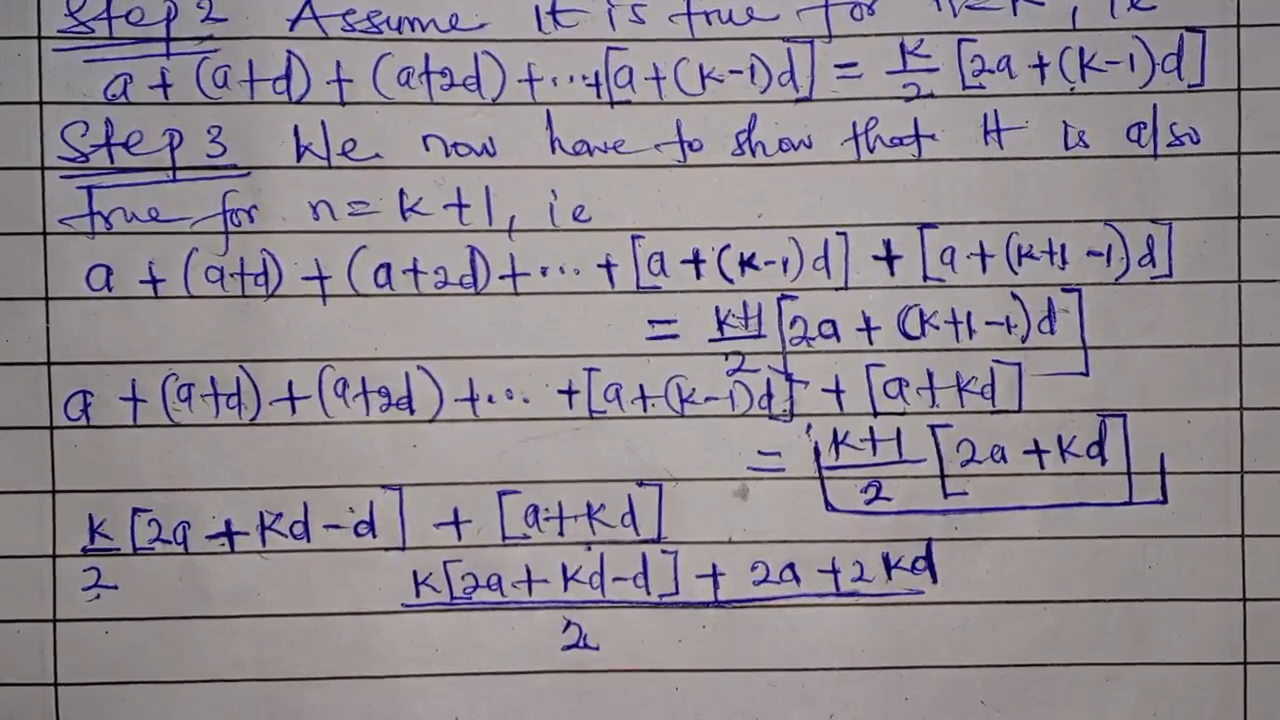 Step 2 Assume it is true for n=k, ie
a + (a+d) + (a+2d) +...+[a+(k-1)d] = k/2 [2a+(k-1)d]
Step 3 We now have to show that it is also
true for n=k+1, ie
a + (a+d) + (a+2d) +... + [a+(k-1)d] + [a+(k+1-1)d]
= k+1/2 [2a + (k+1-1)d]
a + (a+d) + (a+2d) +... +[a+(k-1)d] + [a+kd]
= k+1/2 [2a+kd]
k/2 [2a+kd-d] + [a+kd]
k[2a+kd-d] + 2a+2kd
2